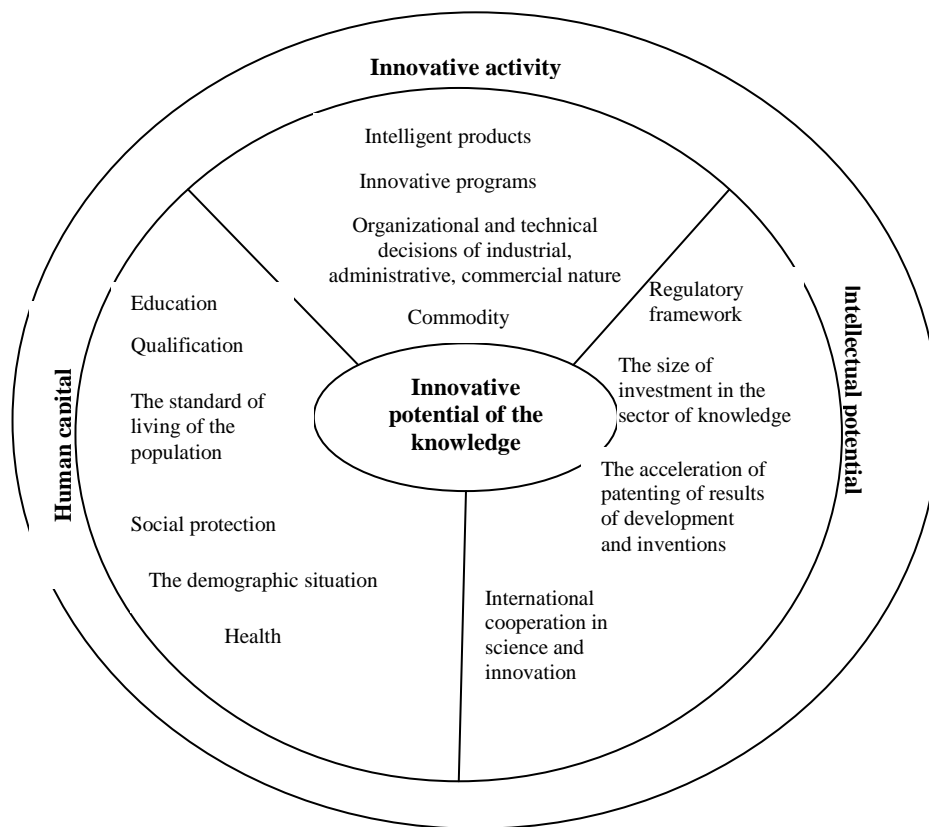 Innovative activity
Intelligent products
Innovative programs
Organizational and technical
decisions of industrial,
administrative, commercial nature
Commodity
Innovative
potential of the
knowledge
Human capital
Education
Qualification
The standard of
living of the
population
Social protection
The demographic situation
Health
Intellectual potential
Regulatory
framework
The size of
investment in the
sector of knowledge
The acceleration of
patenting of results
of development
and inventions
International
cooperation in
science and
innovation